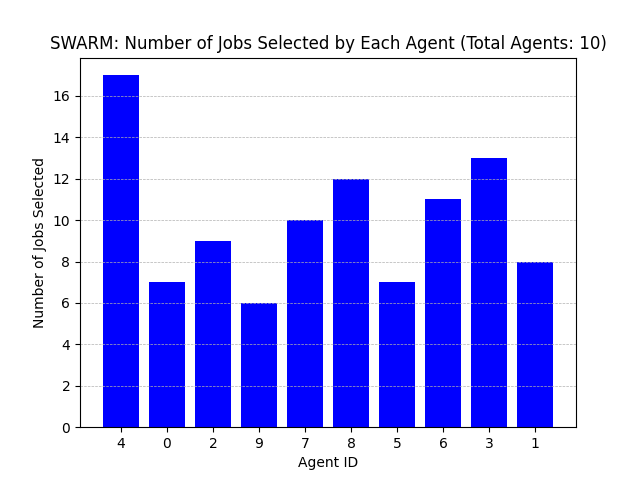 SWARM: Number of Jobs Selected by Each Agent (Total Agents: 10)
Number of Jobs Selected
16
14
12
10
8
6
4
2
0
4 0 2 9 7 8 5 6 3 1
Agent ID